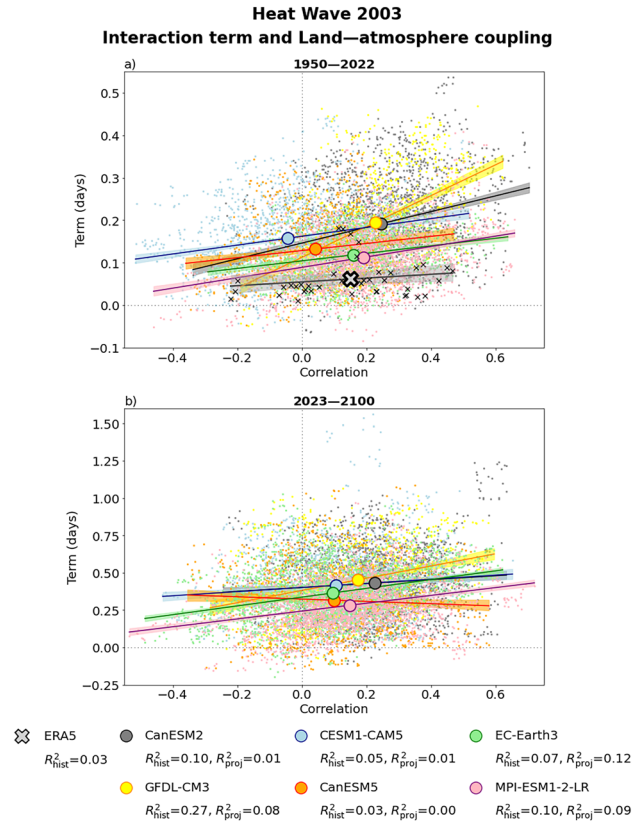 Heat Wave 2003
Interaction term and Land—atmosphere coupling
a)
1950—2022
0.5
0.4
0.3
0.2
0.1
0.0
−0.1
Term (days)
−0.4 −0.2 0.0 0.2 0.4 0.6
Correlation
b)
2023—2100
1.50
1.25
1.00
0.75
0.50
0.25
0.00
−0.25
Term (days)
−0.4 −0.2 0.0 0.2 0.4 0.6
Correlation
ERA5 CanESM2 CESM1-CAM5 EC-Earth3
R²hist=0.03 R²hist=0.10, R²proj=0.01 R²hist=0.05, R²proj=0.01 R²hist=0.07, R²proj=0.12
GFDL-CM3 CanESM5 MPI-ESM1-2-LR
R²hist=0.27, R²proj=0.08 R²hist=0.03, R²proj=0.00 R²hist=0.10, R²proj=0.09